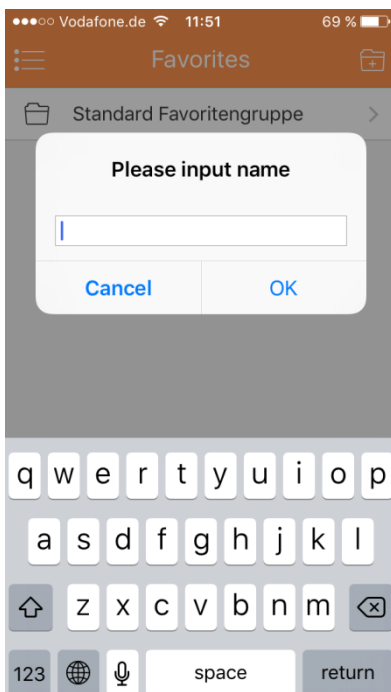 Vodafone.de 11:51 69 %
Favorites
Standard Favoritengruppe
Please input name
Cancel OK
q w e r t y u i o p
a s d f g h j k l
z x c v b n m
123 space return